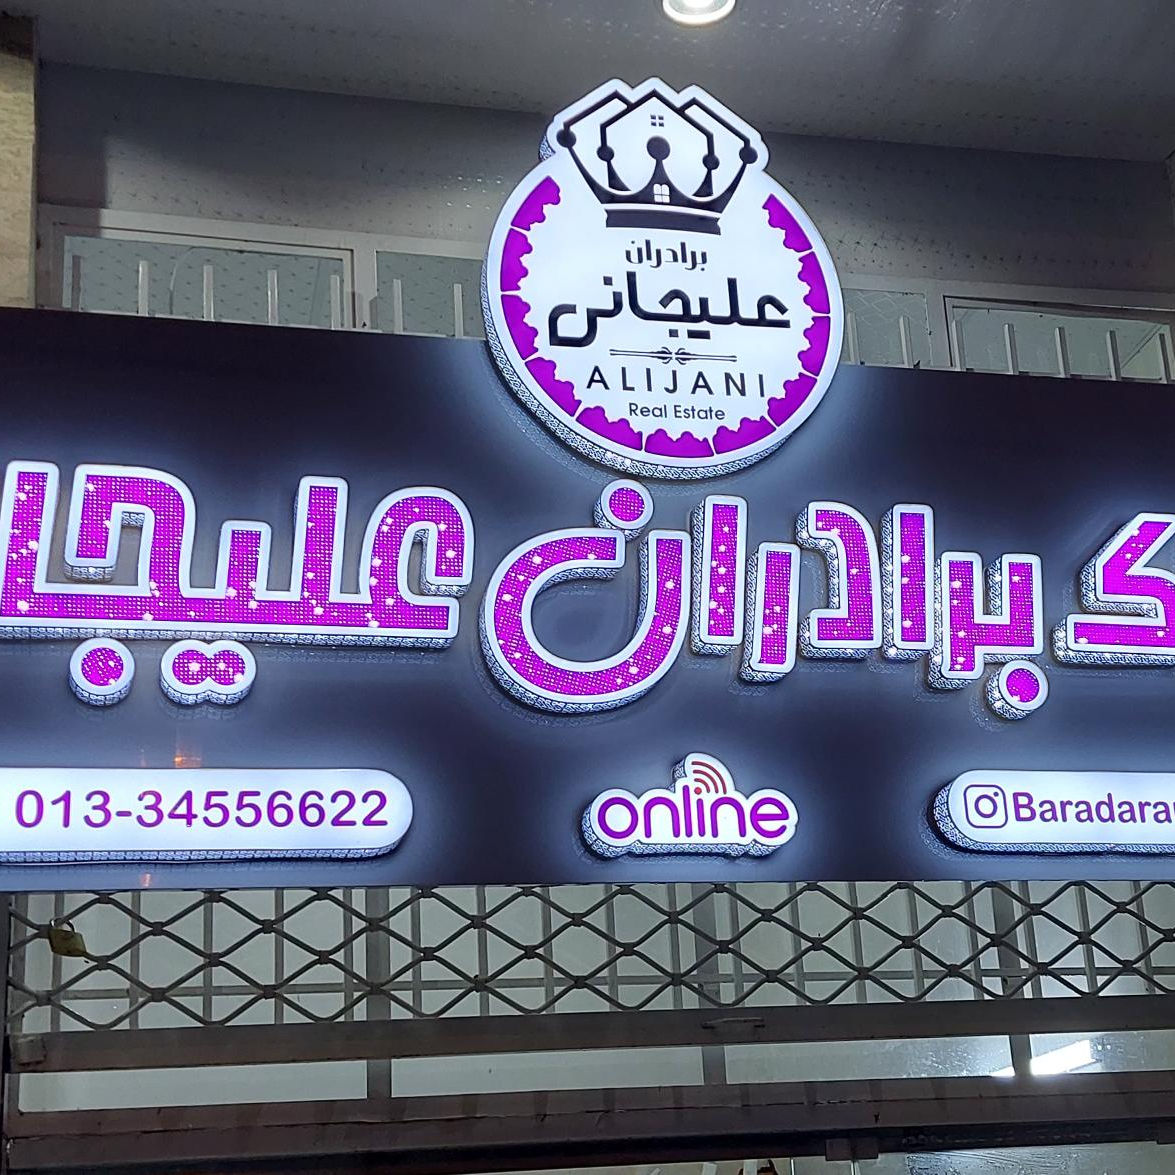 برادران
علیجانی
ALIJANI
Real Estate
برادران
013-34556622
online